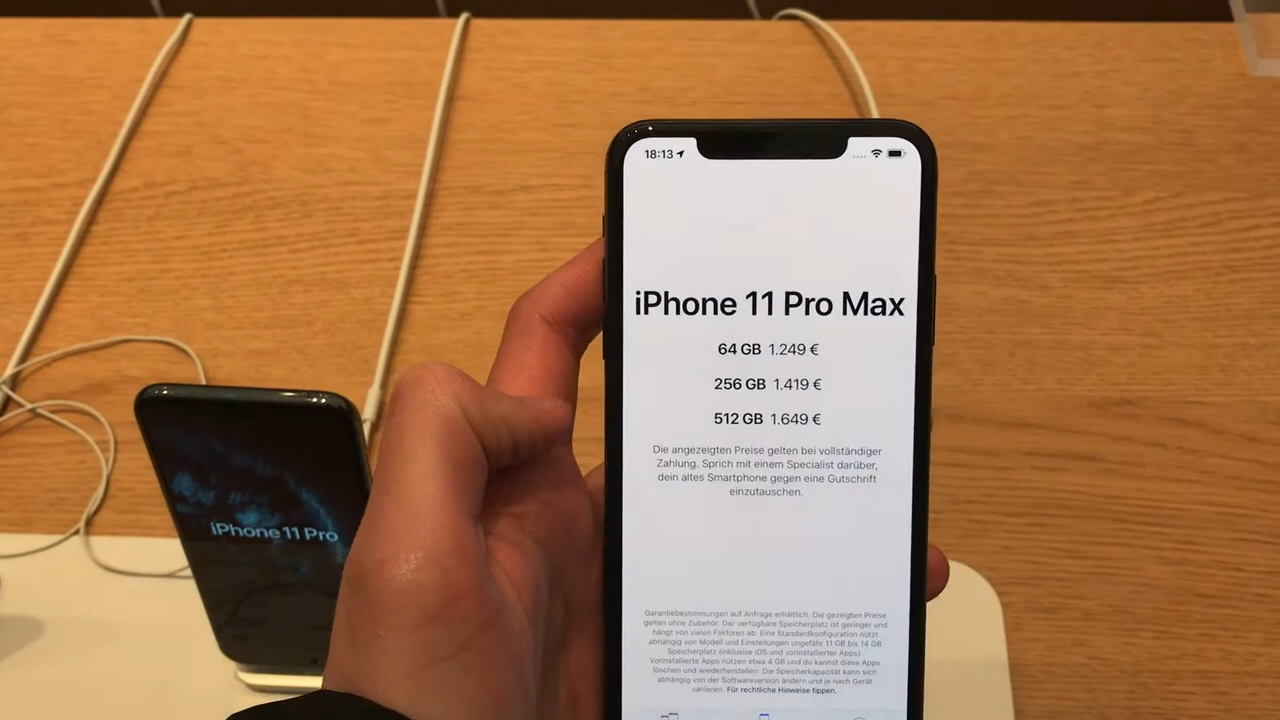 18:13
iPhone 11 Pro Max
64 GB 1.249 €
256 GB 1.419 €
512 GB 1.649 €
Die angezeigten Preise gelten bei vollständiger
Zahlung. Sprich mit einem Specialist darüber,
dein altes Smartphone gegen eine Gutschrift
einzutauschen.
iPhone 11 Pro
Garantiebestimmungen auf Anfrage erhältlich. Die gezeigten Preise
gelten ohne Zubehör. Der verfügbare Speicherplatz ist geringer und
hängt von vielen Faktoren ab. Eine Standardkonfiguration nutzt
abhängig von Modell und Einstellungen ungefähr 11 GB bis 14 GB
Speicherplatz (inklusive iOS und vorinstallierter Apps).
Vorinstallierte Apps nutzen etwa 4 GB und du kannst diese Apps
löschen und wiederherstellen. Die Speicherkapazität kann sich
abhängig von der Softwareversion ändern und je nach Gerät
variieren. Für rechtliche Hinweise tippen.